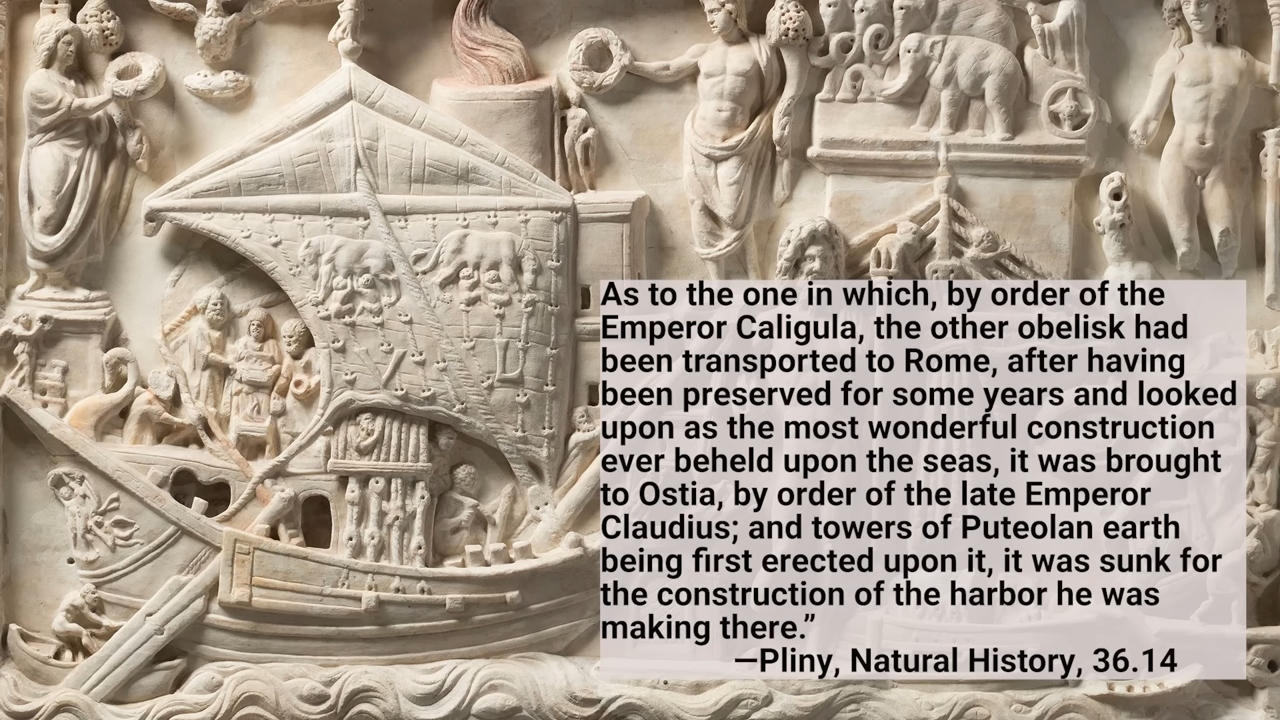 V L
As to the one in which, by order of the
Emperor Caligula, the other obelisk had
been transported to Rome, after having
been preserved for some years and looked
upon as the most wonderful construction
ever beheld upon the seas, it was brought
to Ostia, by order of the late Emperor
Claudius; and towers of Puteolan earth
being first erected upon it, it was sunk for
the construction of the harbor he was
making there.”
—Pliny, Natural History, 36.14